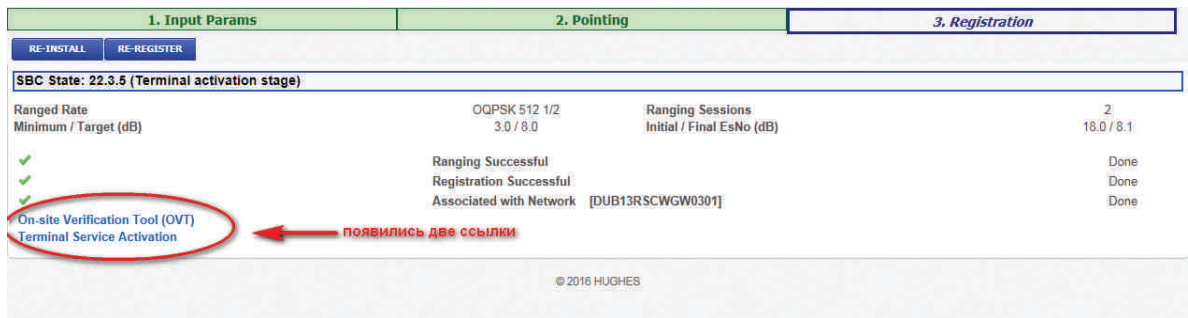 1. Input Params
2. Pointing
3. Registration
RE-INSTALL
RE-REGISTER
SBC State: 22.3.5 (Terminal activation stage)
Ranged Rate OQPSK 512 1/2 Ranging Sessions 2
Minimum / Target (dB) 3.0 / 8.0 Initial / Final EsNo (dB) 18.0 / 8.1
Ranging Successful Done
Registration Successful Done
Associated with Network [DUB13RSCWGW0301] Done
On-site Verification Tool (OVT)
Terminal Service Activation
появились две ссылки
© 2016 HUGHES